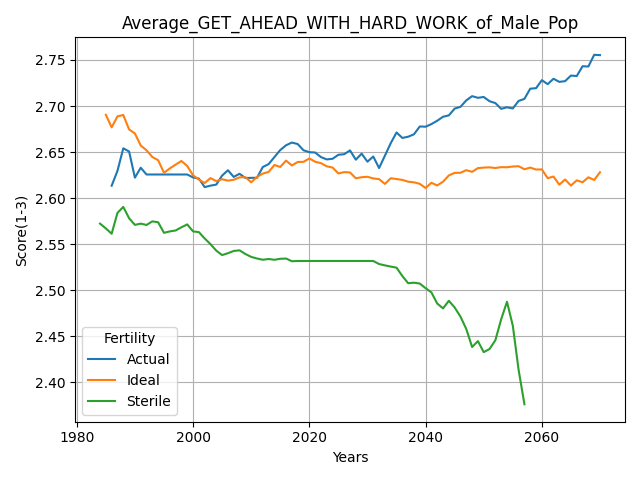 Average_GET_AHEAD_WITH_HARD_WORK_of_Male_Pop
Score(1-3)
2.75
2.70
2.65
2.60
2.55
2.50
2.45
2.40
Fertility
Actual
Ideal
Sterile
1980 2000 2020 2040 2060
Years